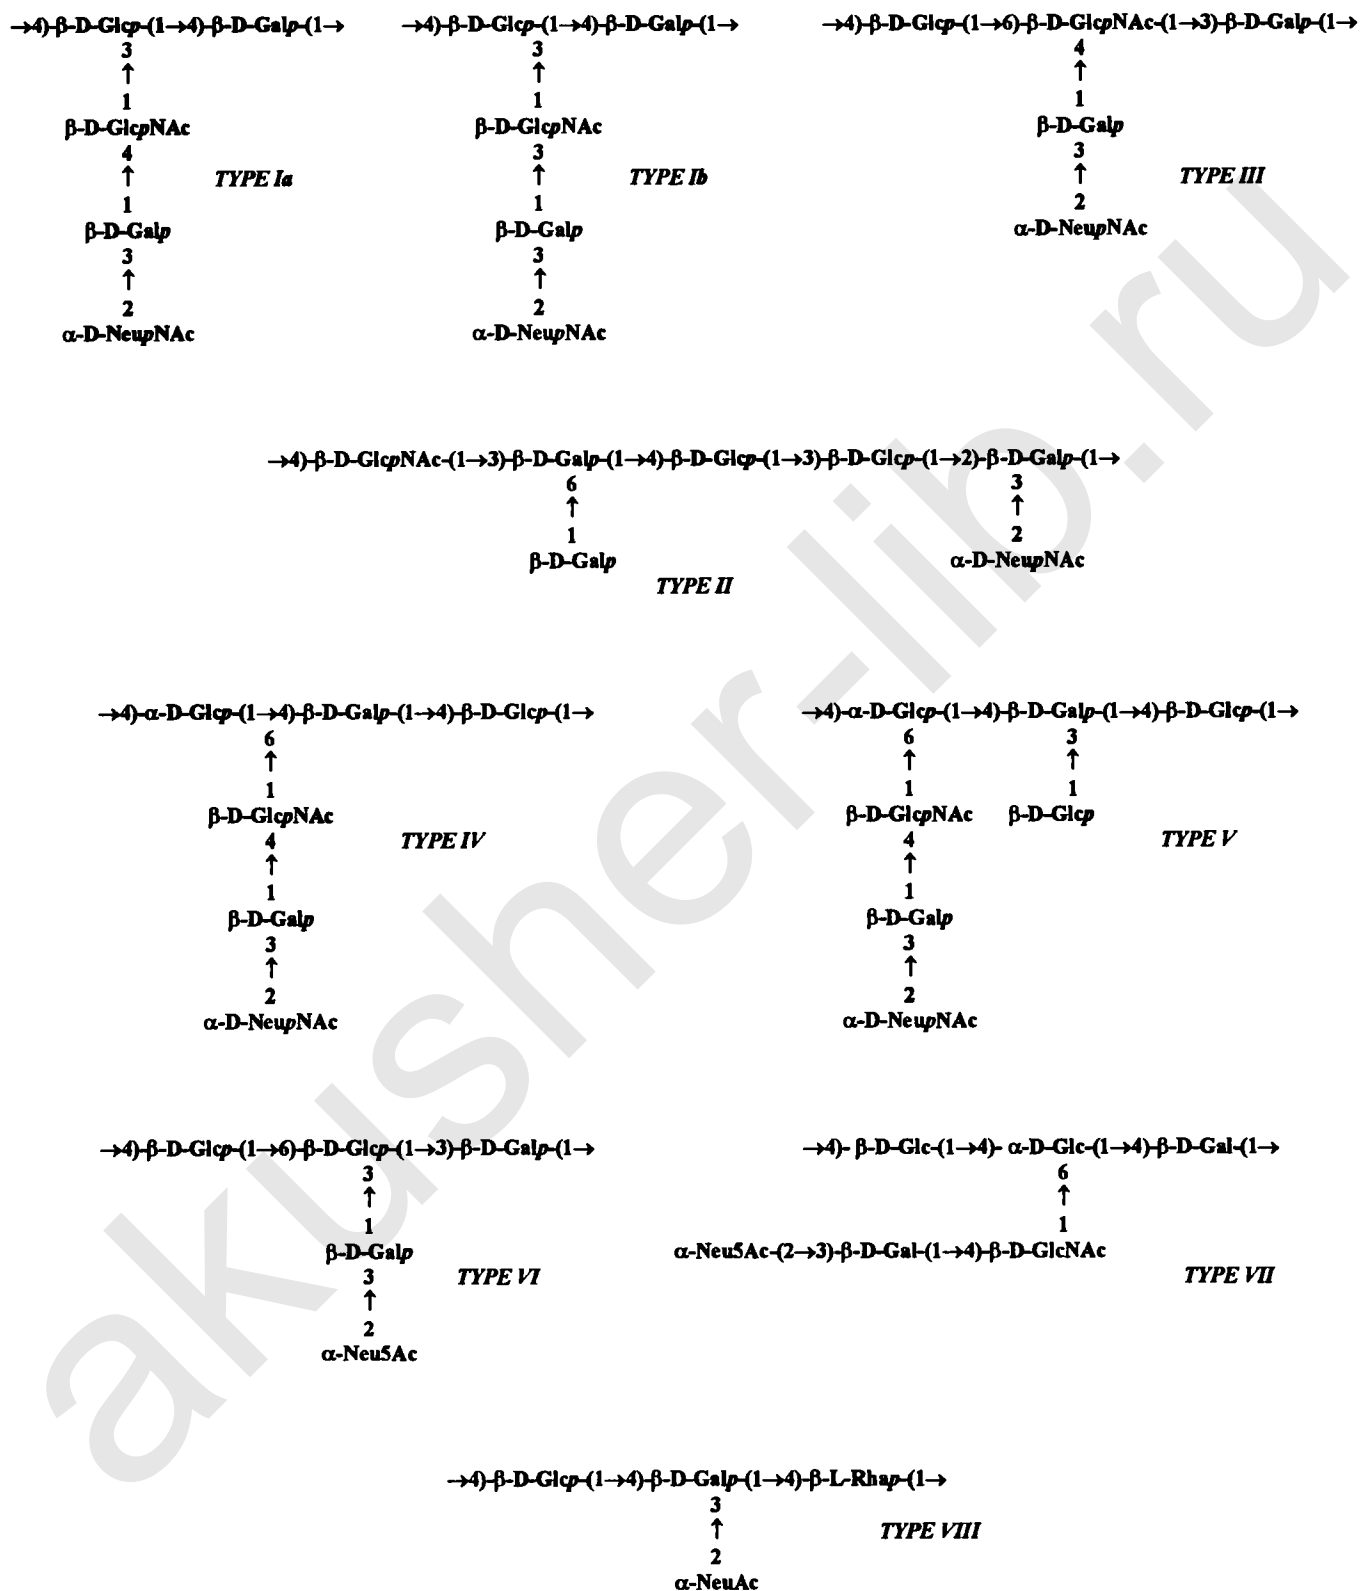 →4)-β-D-Glcp-(1→4)-β-D-Galp-(1→
3
↑
1
β-D-GlcpNAc
4
↑
1
β-D-Galp
3
↑
2
α-D-NeupNAc
TYPE Ia
→4)-β-D-Glcp-(1→4)-β-D-Galp-(1→
3
↑
1
β-D-GlcpNAc
3
↑
1
β-D-Galp
3
↑
2
α-D-NeupNAc
TYPE Ib
→4)-β-D-Glcp-(1→6)-β-D-GlcpNAc-(1→3)-β-D-Galp-(1→
4
↑
1
β-D-Galp
3
↑
2
α-D-NeupNAc
TYPE III
→4)-β-D-GlcpNAc-(1→3)-β-D-Galp-(1→4)-β-D-Glcp-(1→3)-β-D-Glcp-(1→2)-β-D-Galp-(1→
6
↑
1
β-D-Galp
3
↑
2
α-D-NeupNAc
TYPE II
→4)-α-D-Glcp-(1→4)-β-D-Galp-(1→4)-β-D-Glcp-(1→
6
↑
1
β-D-GlcpNAc
4
↑
1
β-D-Galp
3
↑
2
α-D-NeupNAc
TYPE IV
→4)-α-D-Glcp-(1→4)-β-D-Galp-(1→4)-β-D-Glcp-(1→
6
↑
1
β-D-GlcpNAc
4
↑
1
β-D-Galp
3
↑
2
α-D-NeupNAc
3
↑
1
β-D-Glcp
TYPE V
→4)-β-D-Glcp-(1→6)-β-D-Glcp-(1→3)-β-D-Galp-(1→
3
↑
1
β-D-Galp
3
↑
2
α-Neu5Ac
TYPE VI
→4)- β-D-Glc-(1→4)- α-D-Glc-(1→4)-β-D-Gal-(1→
6
↑
1
α-Neu5Ac-(2→3)-β-D-Gal-(1→4)-β-D-GlcNAc
TYPE VII
→4)-β-D-Glcp-(1→4)-β-D-Galp-(1→4)-β-L-Rhap-(1→
3
↑
2
α-NeuAc
TYPE VIII
akusher-lib.ru